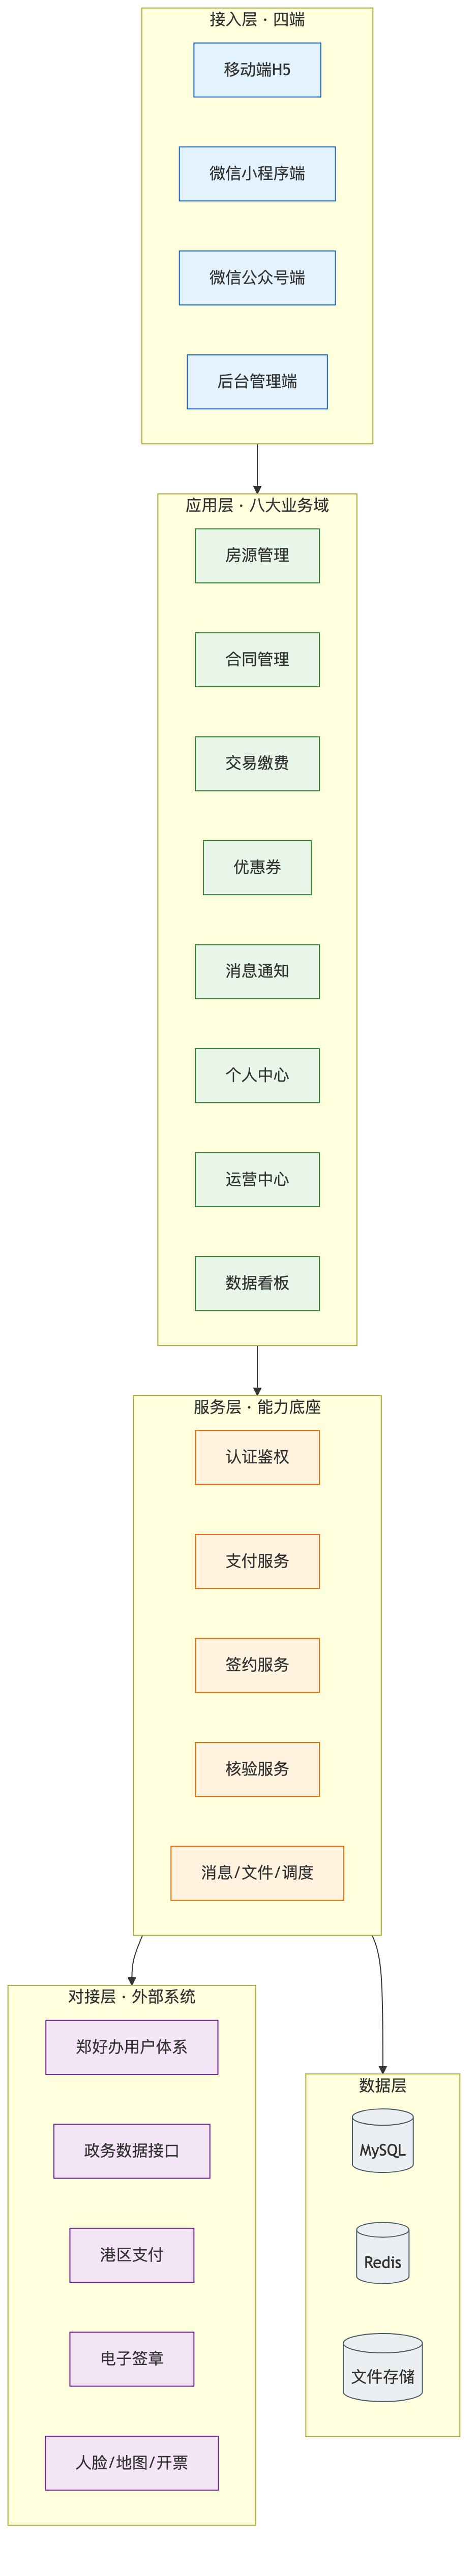 接入层·四端
移动端H5
微信小程序端
微信公众号端
后台管理端
应用层·八大业务域
房源管理
合同管理
交易缴费
优惠券
消息通知
个人中心
运营中心
数据看板
服务层·能力底座
认证鉴权
支付服务
签约服务
核验服务
消息/文件/调度
对接层·外部系统
郑好办用户体系
政务数据接口
港区支付
电子签章
人脸/地图/开票
数据层
MySQL
Redis
文件存储